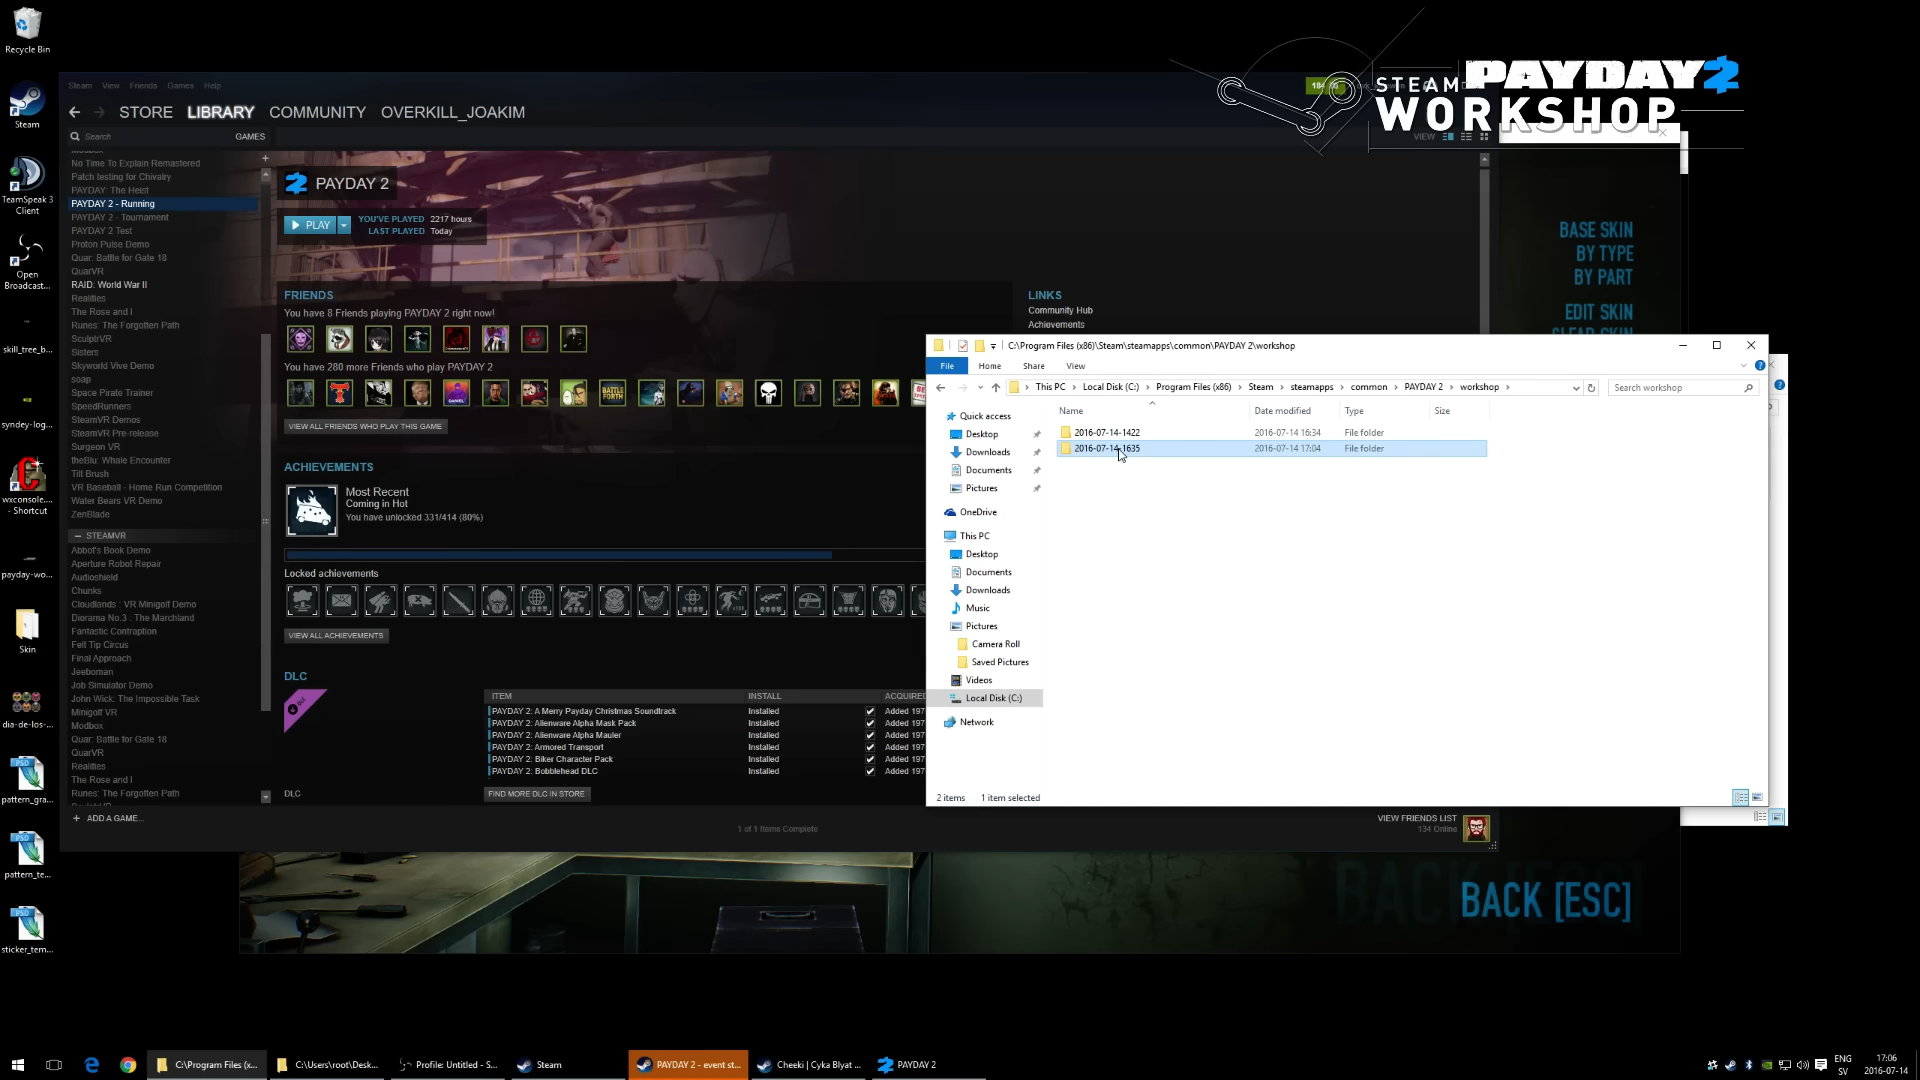 Recycle Bin
Steam
TeamSpeak 3
Client
Open
Broadcast...
skill_tree_b...
syndey-log...
wxconsole....
- Shortcut
payday-wo...
Skin
dia-de-los-...
pattern_gra...
pattern_te...
sticker_tem...
Steam View Friends Games Help
STORE LIBRARY COMMUNITY OVERKILL_JOAKIM
Search GAMES
VIEW
STEAM PAYDAY 2
WORKSHOP
No Time To Explain Remastered
Patch testing for Chivalry
PAYDAY: The Heist
PAYDAY 2 - Running
PAYDAY 2 - Tournament
PAYDAY 2 Test
Proton Pulse Demo
Quar: Battle for Gate 18
QuarVR
RAID: World War II
Realities
The Rose and I
Runes: The Forgotten Path
SculptrVR
Sisters
Skyworld Vive Demo
soap
Space Pirate Trainer
SpeedRunners
SteamVR Demos
SteamVR Pre-release
Surgeon VR
theBlu: Whale Encounter
Tilt Brush
VR Baseball - Home Run Competition
Water Bears VR Demo
ZenBlade
STEAMVR
Abbot's Book Demo
Aperture Robot Repair
Audioshield
Chunks
Cloudlands : VR Minigolf Demo
Diorama No.3 : The Marchland
Fantastic Contraption
Felt Tip Circus
Final Approach
Jeeboman
Job Simulator Demo
John Wick: The Impossible Task
Minigolf VR
Modbox
Quar: Battle for Gate 18
QuarVR
Realities
The Rose and I
Runes: The Forgotten Path
ADD A GAME...
PAYDAY 2
PLAY
YOU'VE PLAYED 2217 hours
LAST PLAYED Today
FRIENDS
You have 8 Friends playing PAYDAY 2 right now!
You have 280 more Friends who play PAYDAY 2
VIEW ALL FRIENDS WHO PLAY THIS GAME
LINKS
Community Hub
Achievements
ACHIEVEMENTS
Most Recent
Coming in Hot
You have unlocked 331/414 (80%)
Locked achievements
VIEW ALL ACHIEVEMENTS
DLC
ITEM INSTALL ACQUIRED
PAYDAY 2: A Merry Payday Christmas Soundtrack Installed Added 197
PAYDAY 2: Alienware Alpha Mask Pack Installed Added 197
PAYDAY 2: Alienware Alpha Mauler Installed Added 197
PAYDAY 2: Armored Transport Installed Added 197
PAYDAY 2: Biker Character Pack Installed Added 197
PAYDAY 2: Bobblehead DLC Installed Added 197
DLC
FIND MORE DLC IN STORE
1 of 1 Items Complete
VIEW FRIENDS LIST
134 Online
BASE SKIN
BY TYPE
BY PART
EDIT SKIN
BACK [ESC]
C:\Program Files (x86)\Steam\steamapps\common\PAYDAY 2\workshop
File Home Share View
This PC Local Disk (C:) Program Files (x86) Steam steamapps common PAYDAY 2 workshop
Search workshop
Name Date modified Type Size
2016-07-14-1422 2016-07-14 16:34 File folder
2016-07-14-1635 2016-07-14 17:04 File folder
Quick access
Desktop
Downloads
Documents
Pictures
OneDrive
This PC
Desktop
Documents
Downloads
Music
Pictures
Camera Roll
Saved Pictures
Videos
Local Disk (C:)
Network
2 items 1 item selected
C:\Program Files (x...
C:\Users\root\Desk...
Profile: Untitled - S...
Steam
PAYDAY 2 - event st...
Cheeki | Cyka Blyat ...
PAYDAY 2
ENG
SV
17:06
2016-07-14